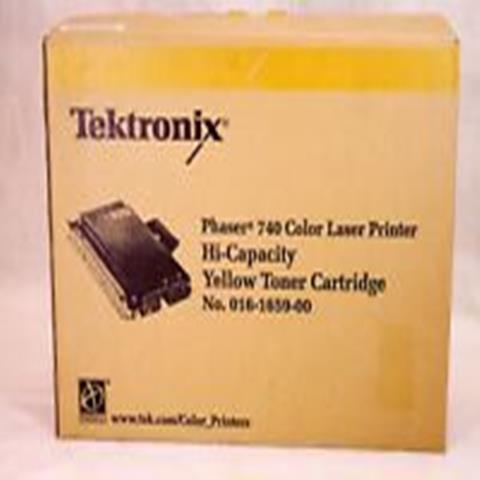 Tektronix®
Phaser® 740 Color Laser Printer
Hi-Capacity
Yellow Toner Cartridge
No. 016-1659-00
www.tek.com/Color_Printers